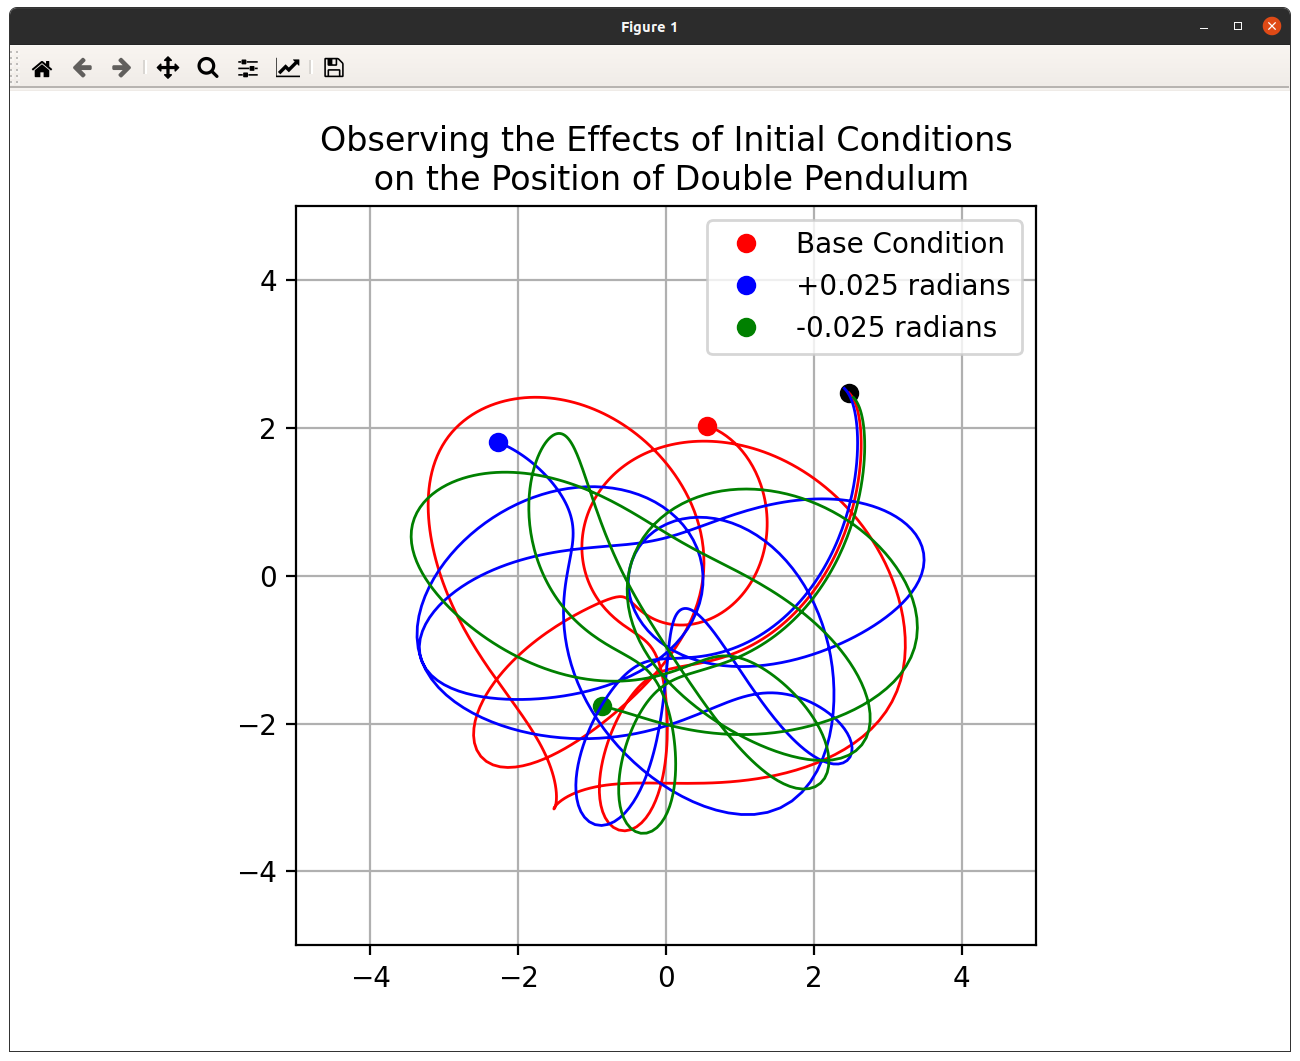 Figure 1
Observing the Effects of Initial Conditions
on the Position of Double Pendulum
Base Condition
+0.025 radians
-0.025 radians
4
2
0
−2
−4
−4
−2
0
2
4